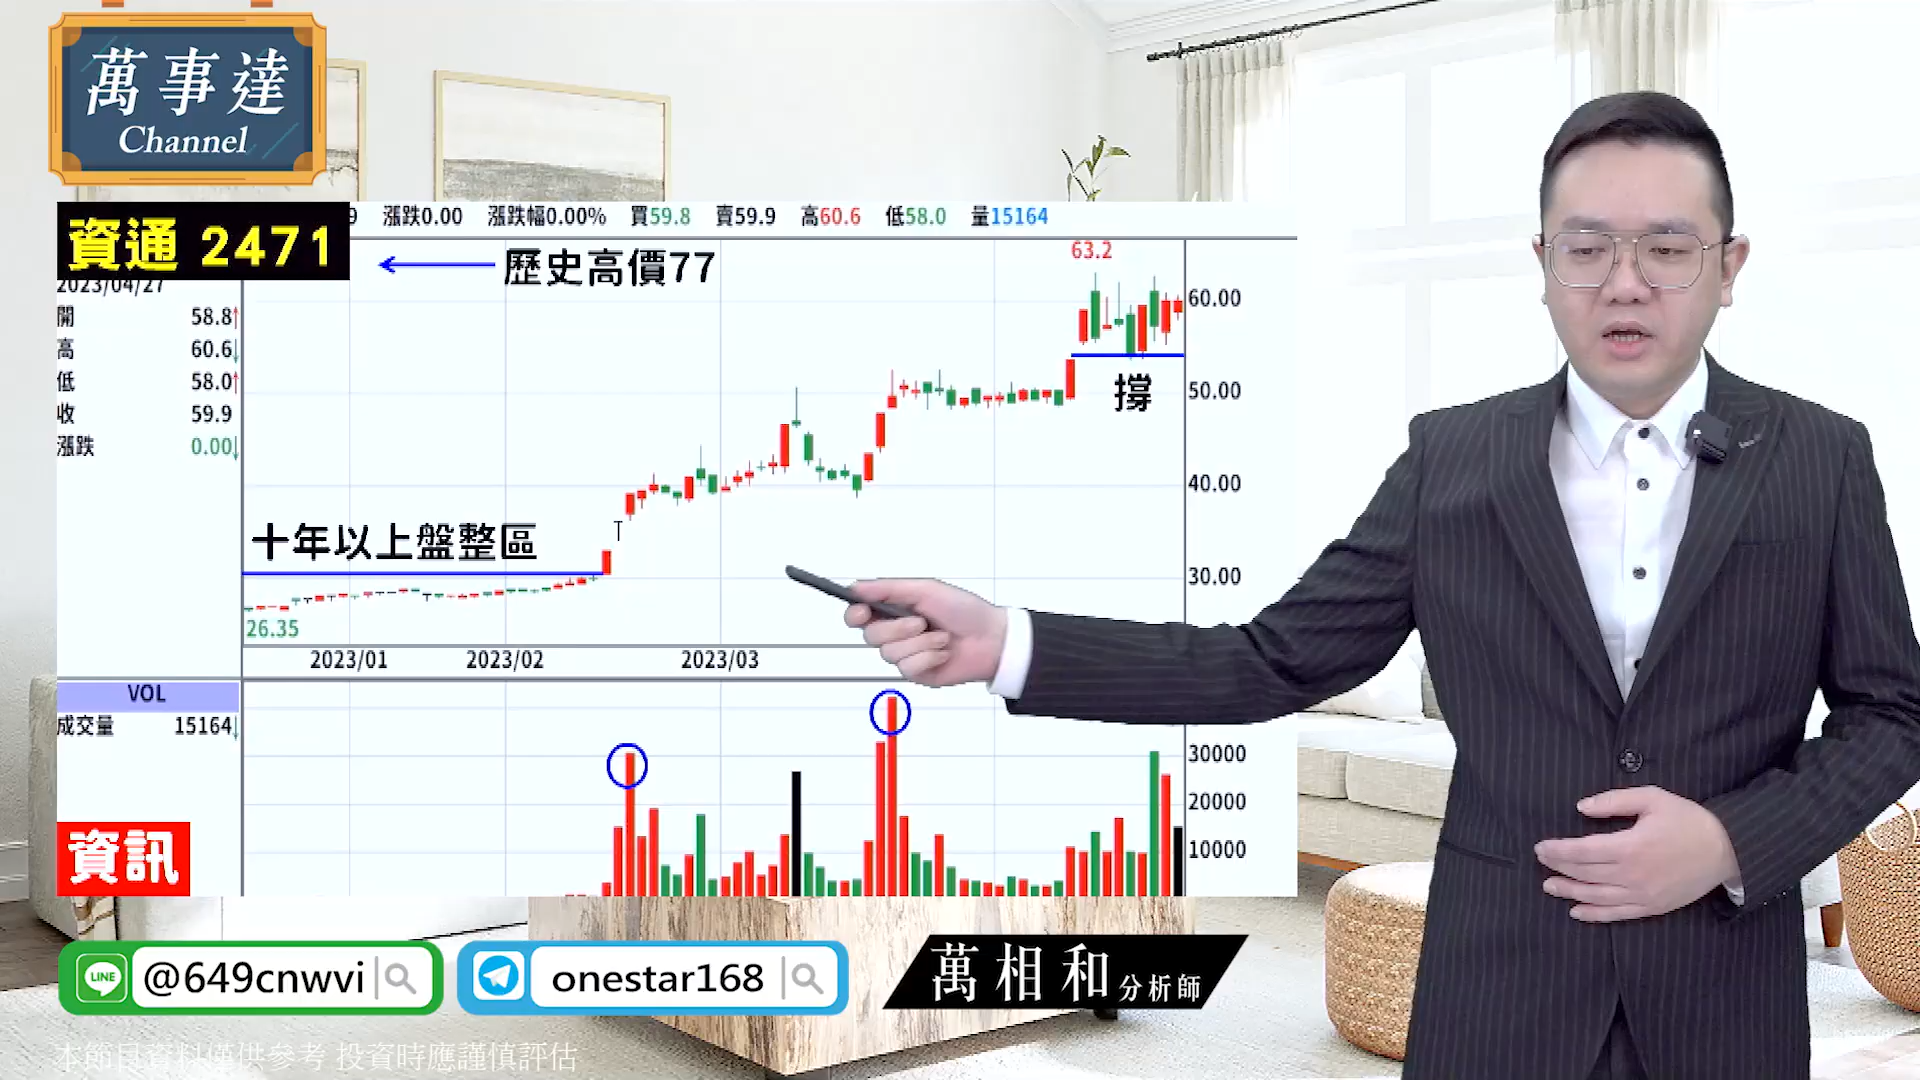 萬事達
Channel
資通 2471
9 漲跌0.00 漲跌幅0.00% 買59.8 賣59.9 高60.6 低58.0 量15164
2023/04/27
歷史高價77
63.2
開 58.8
高 60.6
低 58.0
收 59.9
漲跌 0.00
60.00
50.00
撐
40.00
十年以上盤整區
30.00
26.35
2023/01 2023/02 2023/03
VOL
成交量 15164
30000
20000
10000
資訊
LINE @649cnwvi
onestar168
萬相和分析師
本節目資料僅供參考 投資時應謹慎評估